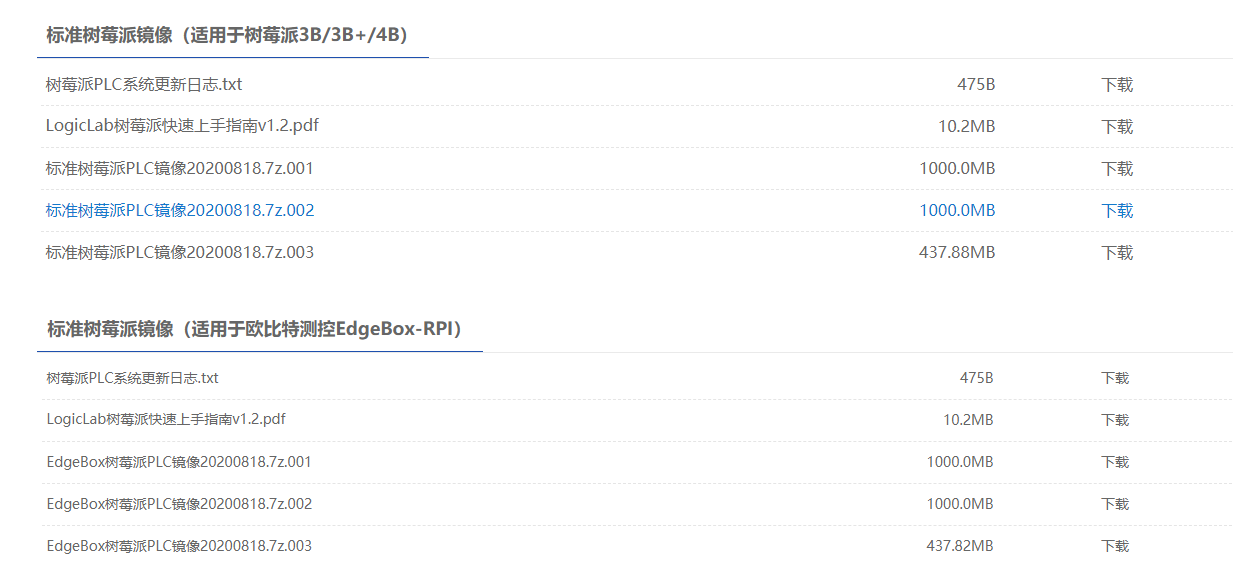 标准树莓派镜像（适用于树莓派3B/3B+/4B）
树莓派PLC系统更新日志.txt 475B 下载
LogicLab树莓派快速上手指南v1.2.pdf 10.2MB 下载
标准树莓派PLC镜像20200818.7z.001 1000.0MB 下载
标准树莓派PLC镜像20200818.7z.002 1000.0MB 下载
标准树莓派PLC镜像20200818.7z.003 437.88MB 下载
标准树莓派镜像（适用于欧比特测控EdgeBox-RPI）
树莓派PLC系统更新日志.txt 475B 下载
LogicLab树莓派快速上手指南v1.2.pdf 10.2MB 下载
EdgeBox树莓派PLC镜像20200818.7z.001 1000.0MB 下载
EdgeBox树莓派PLC镜像20200818.7z.002 1000.0MB 下载
EdgeBox树莓派PLC镜像20200818.7z.003 437.82MB 下载